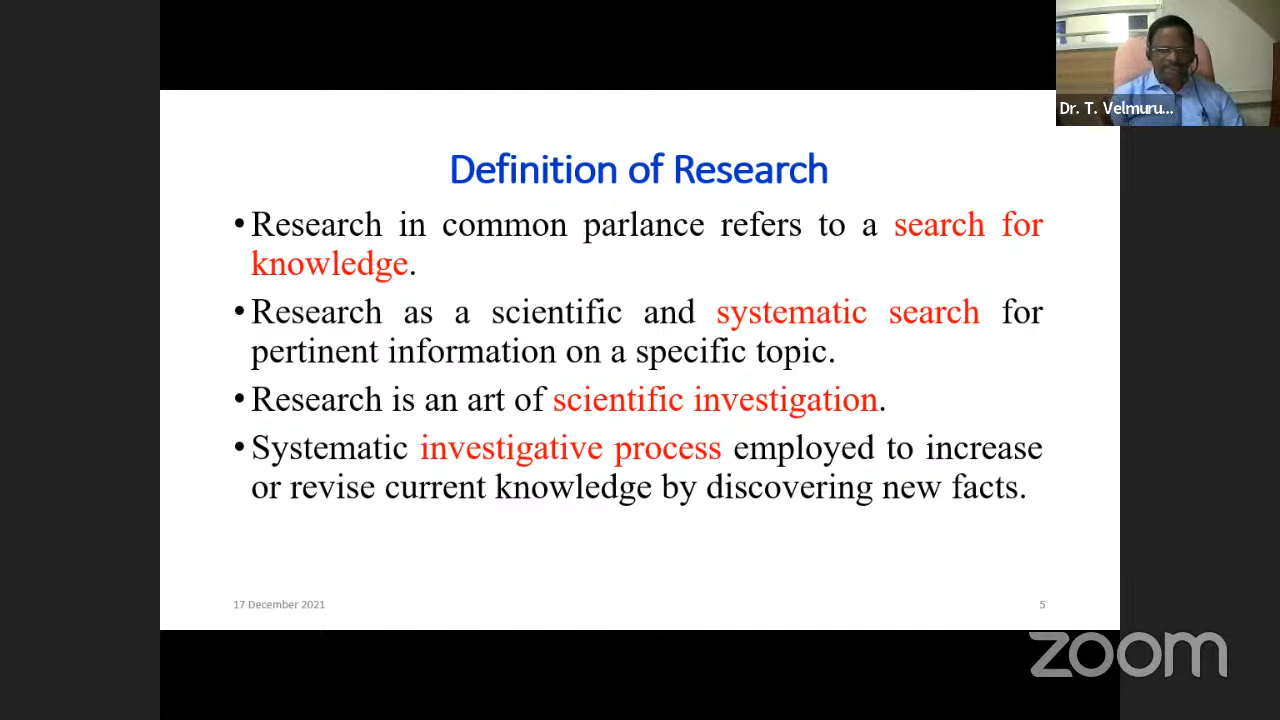 Dr. T. Velmuru...
Definition of Research
•Research in common parlance refers to a search for
knowledge.
•Research as a scientific and systematic search for
pertinent information on a specific topic.
•Research is an art of scientific investigation.
•Systematic investigative process employed to increase
or revise current knowledge by discovering new facts.
17 December 2021
5
zoom